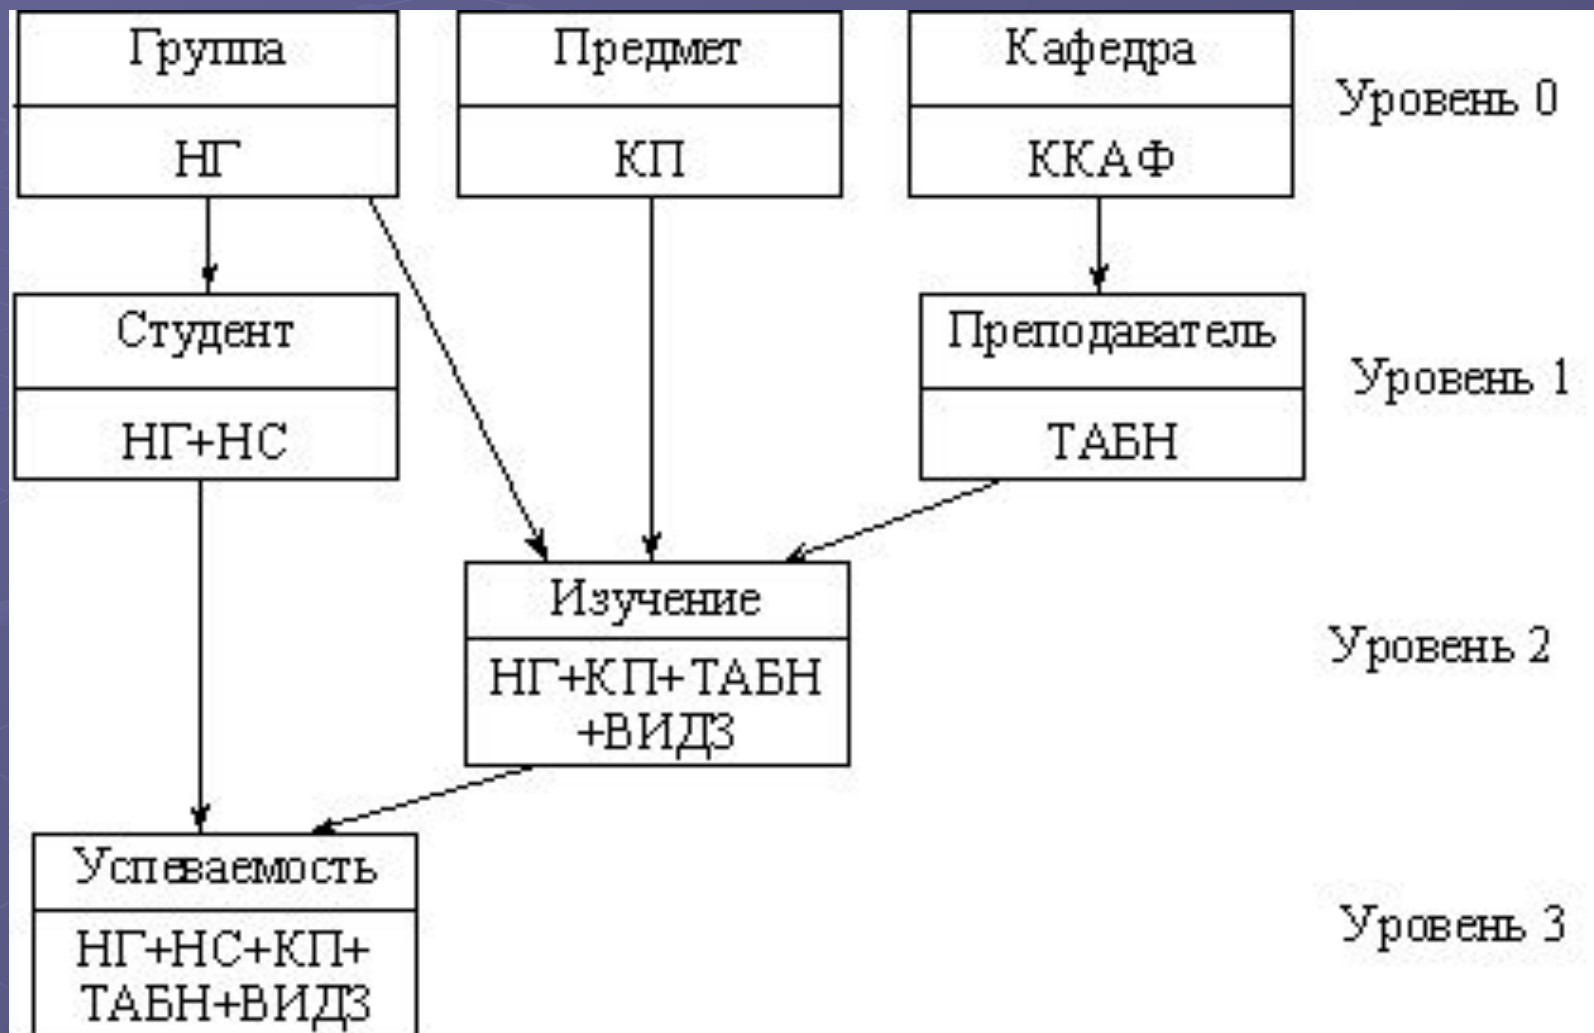 Группа
Предмет
Кафедра
Уровень 0
НГ
КП
ККАФ
Студент
Преподаватель
Уровень 1
НГ+НС
ТАБН
Изучение
Уровень 2
НГ+КП+ТАБН
+ВИДЗ
Успеваемость
Уровень 3
НГ+НС+КП+
ТАБН+ВИДЗ